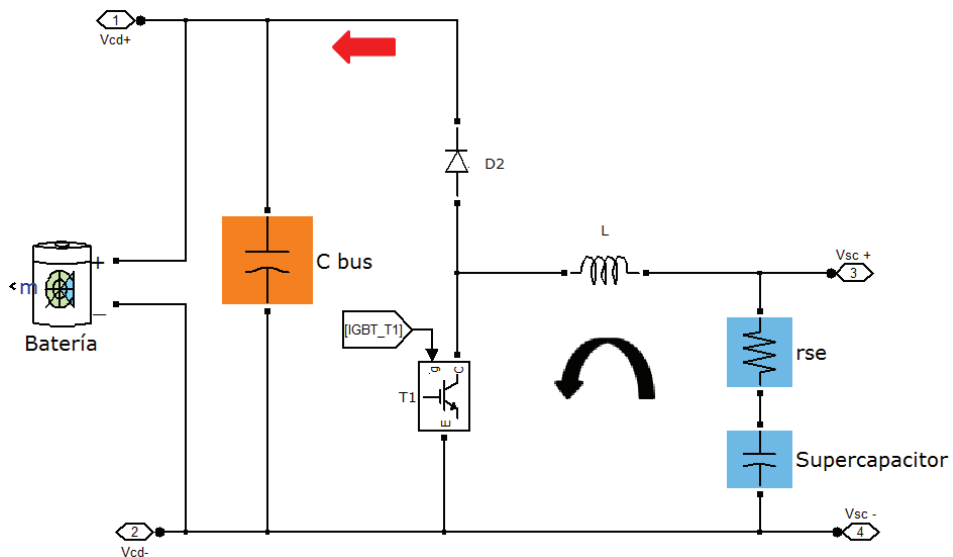 1
Vcd+
D2
L
Vsc +
3
C bus
+
m
_
Batería
[IGBT_T1]
g
C
T1
E
rse
Supercapacitor
2
Vcd-
Vsc -
4